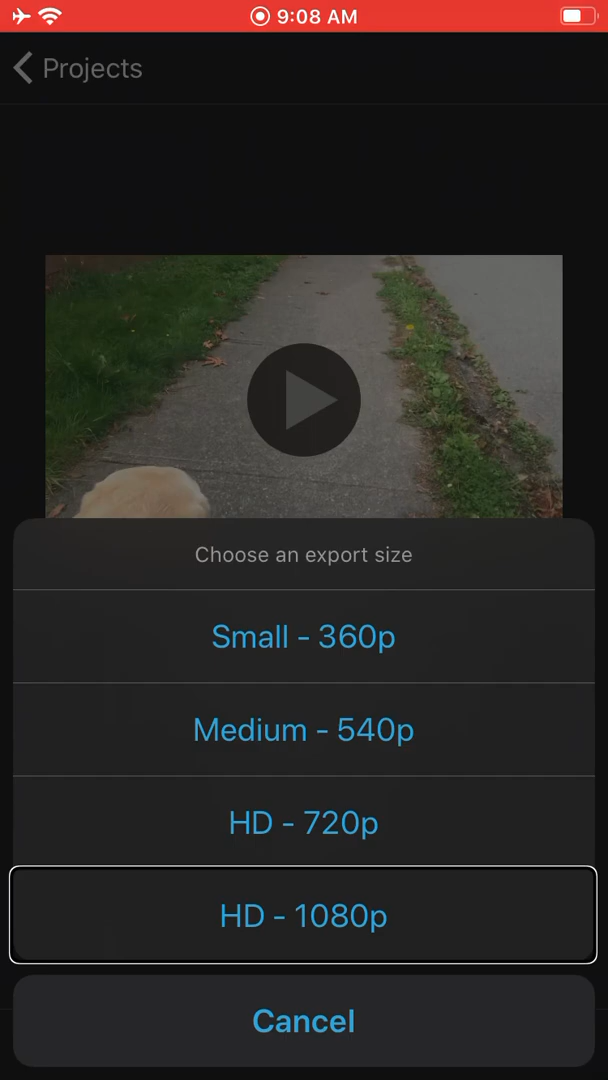 9:08 AM
Projects
Choose an export size
Small - 360p
Medium - 540p
HD - 720p
HD - 1080p
Cancel